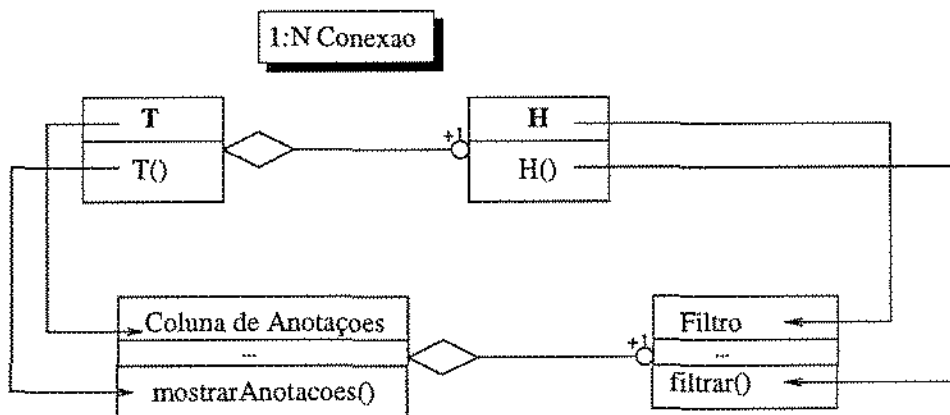 1:N Conexao
T
T()
+1
H
H()
Coluna de Anotaçoes
...
mostrarAnotacoes()
+1
Filtro
...
filtrar()